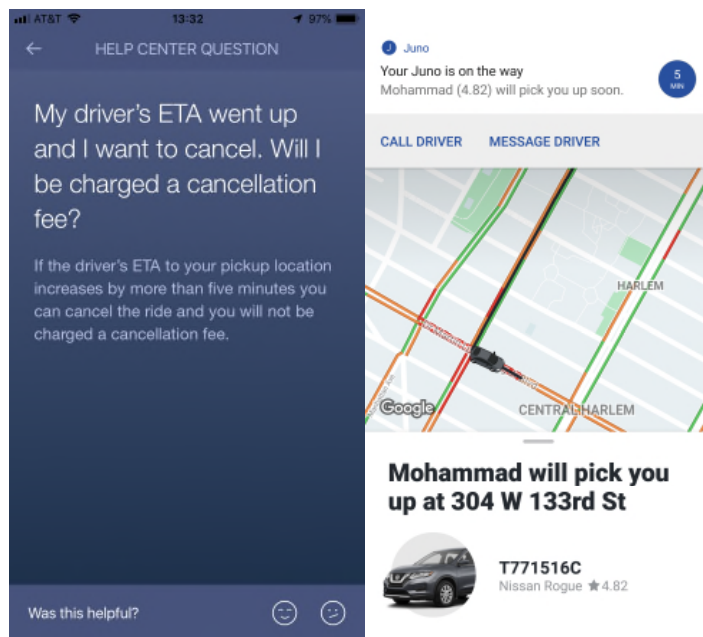 AT&T 13:32 97%
HELP CENTER QUESTION
My driver's ETA went up
and I want to cancel. Will I
be charged a cancellation
fee?
If the driver's ETA to your pickup location
increases by more than five minutes you
can cancel the ride and you will not be
charged a cancellation fee.
Was this helpful?
J Juno
Your Juno is on the way
Mohammad (4.82) will pick you up soon.
5
MIN
CALL DRIVER MESSAGE DRIVER
HARLEM
Google
CENTRAL HARLEM
Mohammad will pick you
up at 304 W 133rd St
T771516C
Nissan Rogue ★4.82